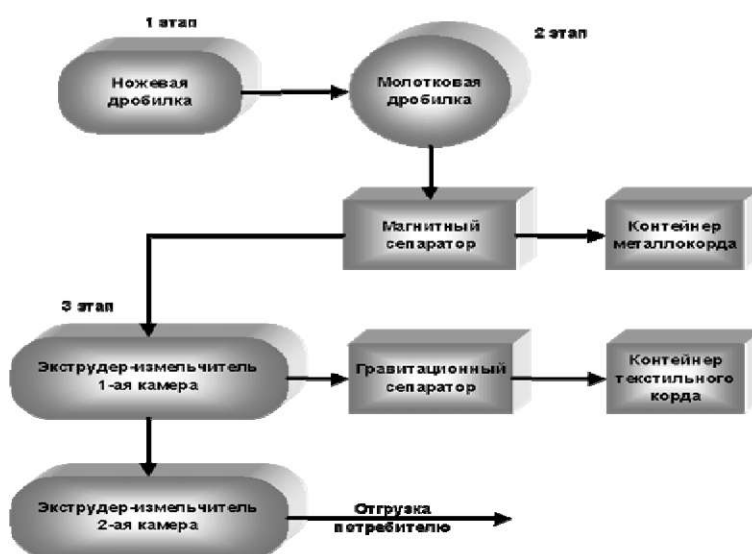 1 этап
2 этап
Ножевая
дробилка
Молотковая
дробилка
Магнитный
сепаратор
Контейнер
металлокорда
3 этап
Экструдер-измельчитель
1-ая камера
Гравитационный
сепаратор
Контейнер
текстильного
корда
Экструдер-измельчитель
2-ая камера
Отгрузка
потребителю